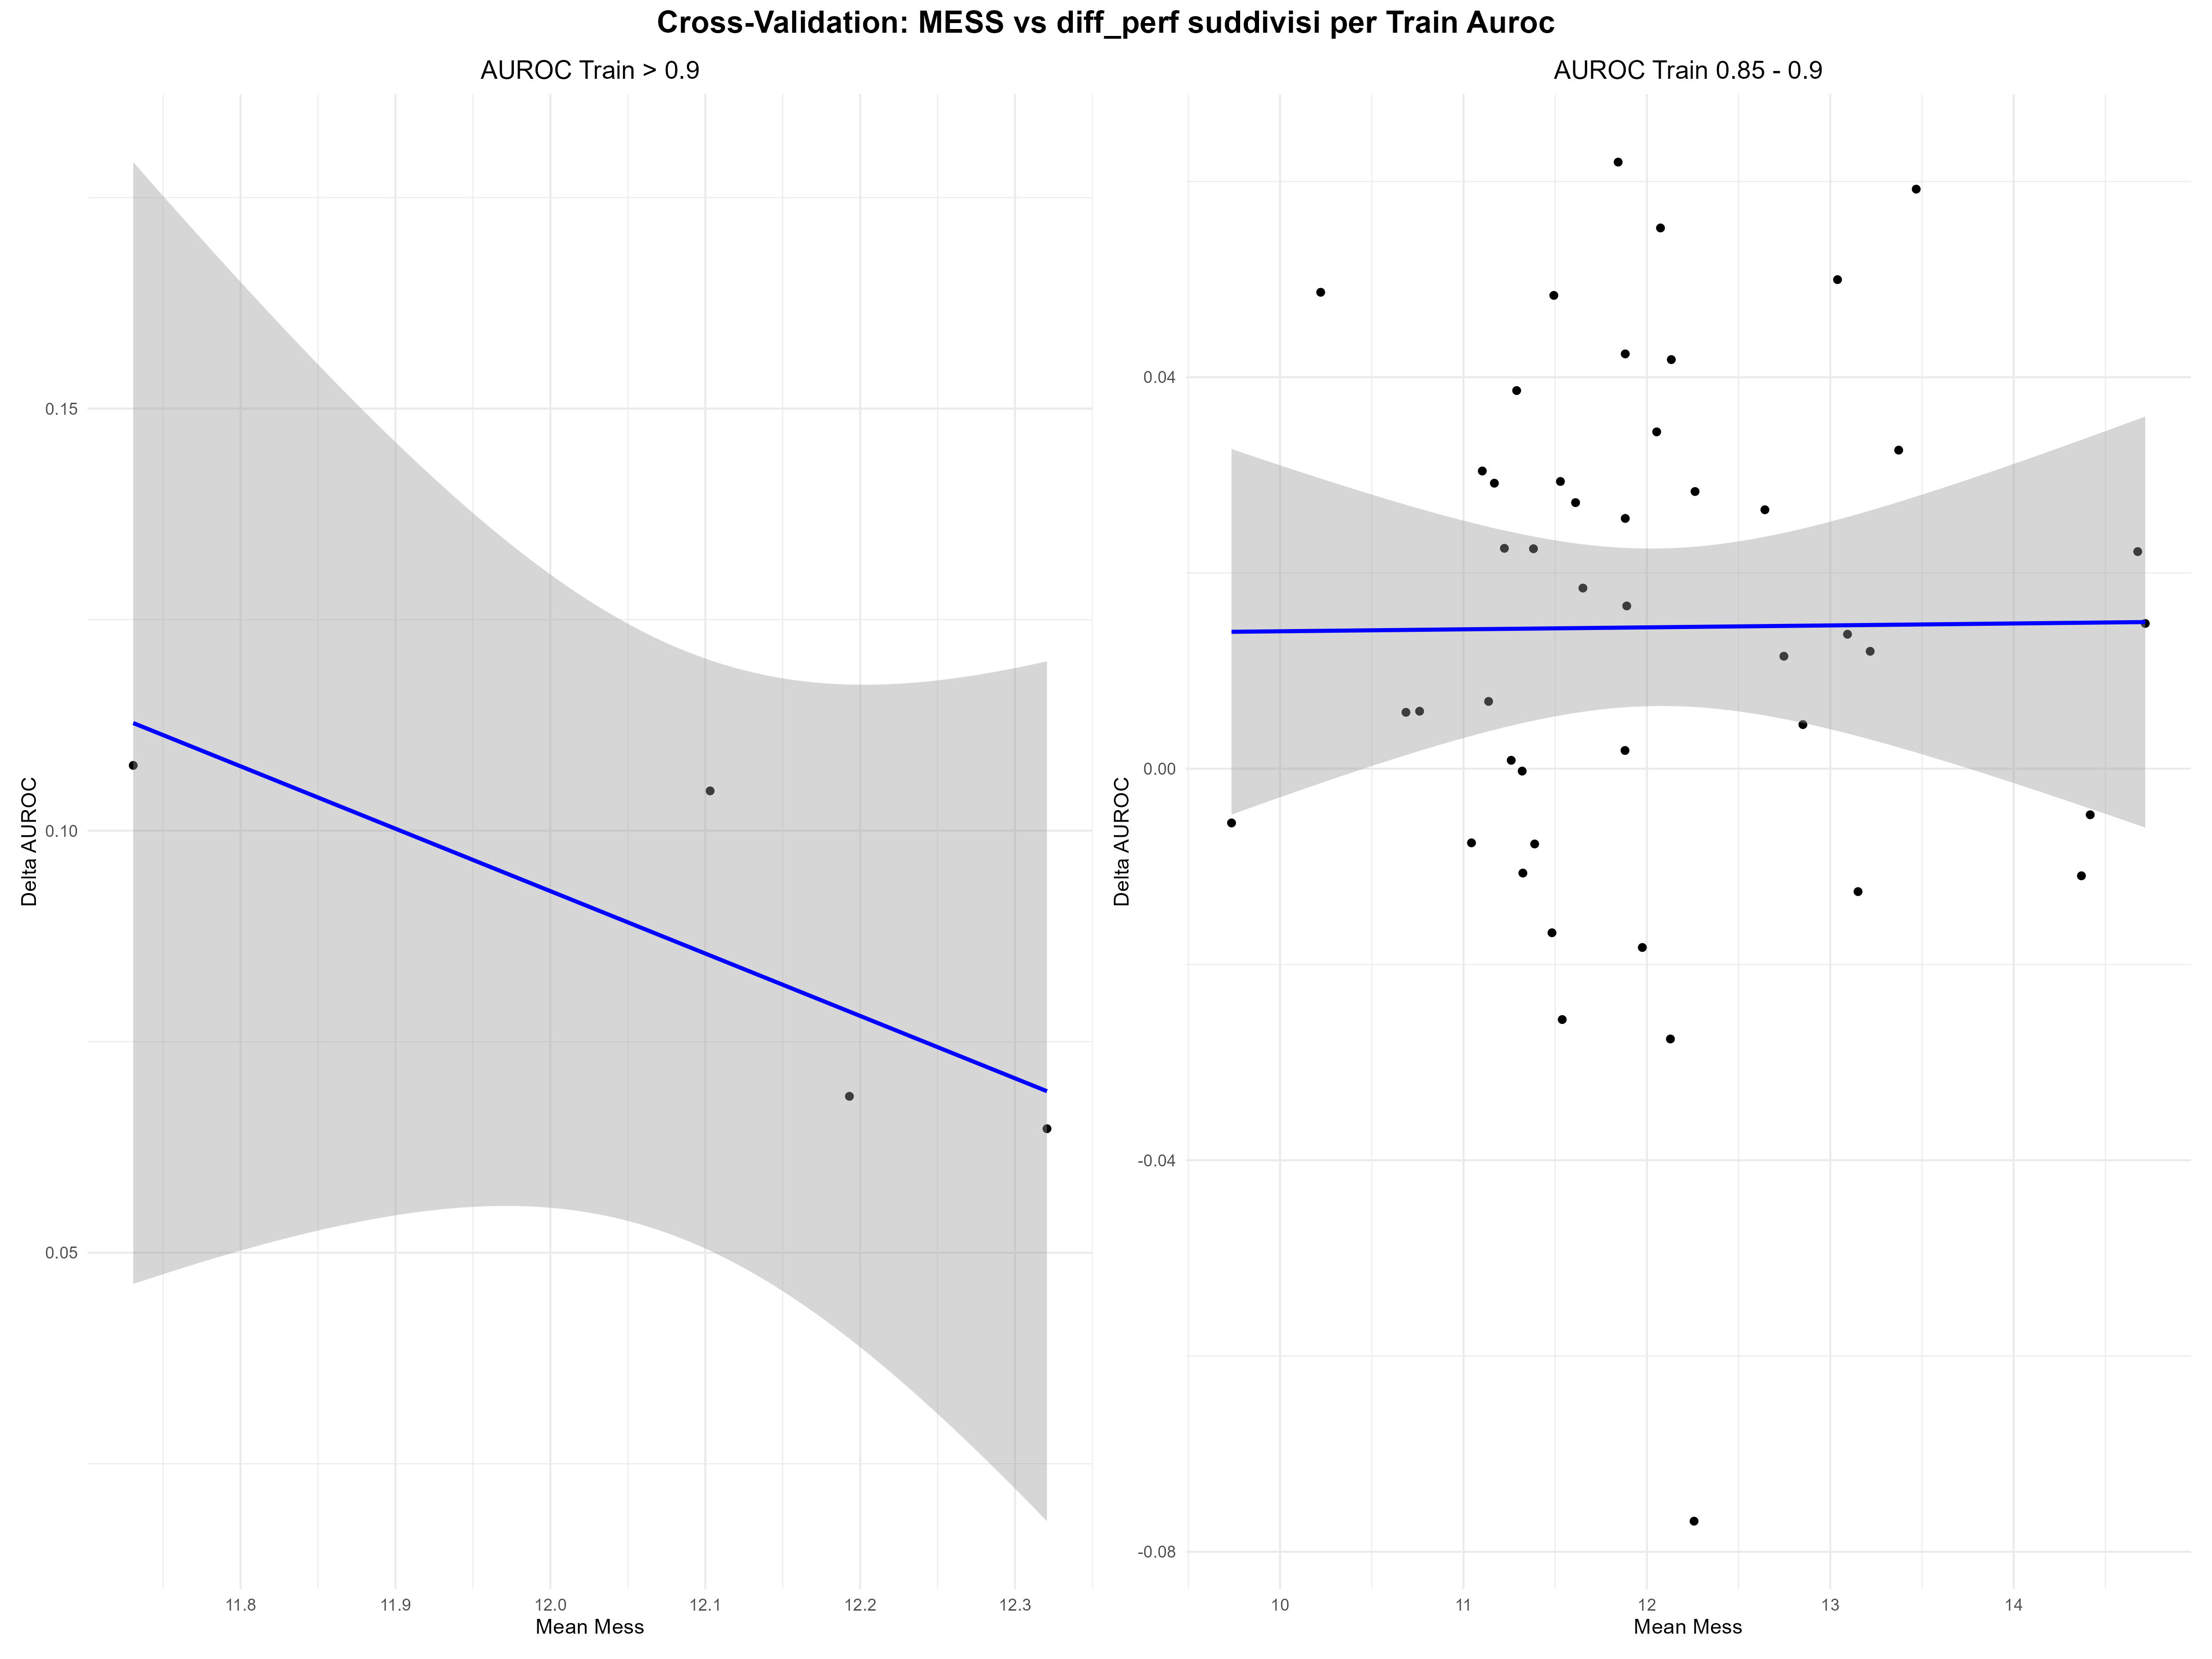 Cross-Validation: MESS vs diff_perf suddivisi per Train Auroc
AUROC Train > 0.9
0.15
0.10
0.05
Delta AUROC
11.8
11.9
12.0
12.1
12.2
12.3
Mean Mess
AUROC Train 0.85 - 0.9
0.04
0.00
-0.04
-0.08
Delta AUROC
10
11
12
13
14
Mean Mess